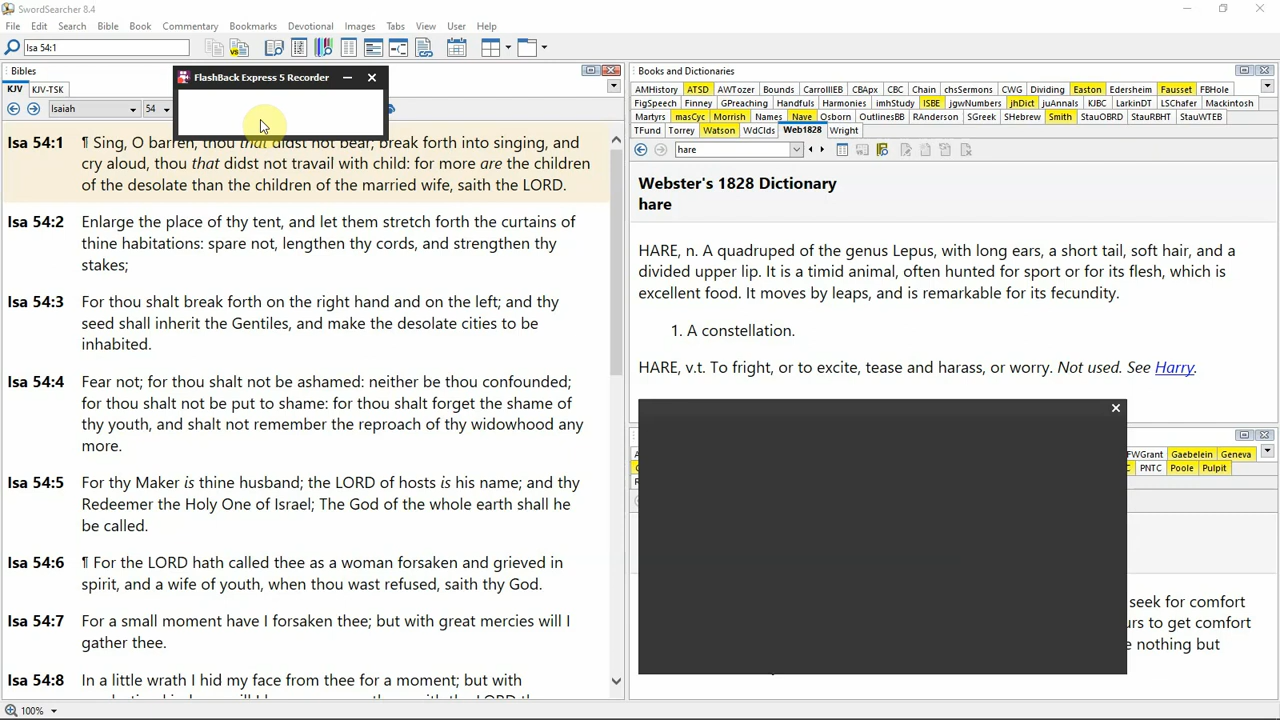 SwordSearcher 8.4
File Edit Search Bible Book Commentary Bookmarks Devotional Images Tabs View User Help
Isa 54:1
Bibles
KJV KJV-TSK
Isaiah 54
FlashBack Express 5 Recorder
Isa 54:1 ¶ Sing, O barren, thou that didst not bear; break forth into singing, and
cry aloud, thou that didst not travail with child: for more are the children
of the desolate than the children of the married wife, saith the LORD.
Isa 54:2 Enlarge the place of thy tent, and let them stretch forth the curtains of
thine habitations: spare not, lengthen thy cords, and strengthen thy
stakes;
Isa 54:3 For thou shalt break forth on the right hand and on the left; and thy
seed shall inherit the Gentiles, and make the desolate cities to be
inhabited.
Isa 54:4 Fear not; for thou shalt not be ashamed: neither be thou confounded;
for thou shalt not be put to shame: for thou shalt forget the shame of
thy youth, and shalt not remember the reproach of thy widowhood any
more.
Isa 54:5 For thy Maker is thine husband; the LORD of hosts is his name; and thy
Redeemer the Holy One of Israel; The God of the whole earth shall he
be called.
Isa 54:6 ¶ For the LORD hath called thee as a woman forsaken and grieved in
spirit, and a wife of youth, when thou wast refused, saith thy God.
Isa 54:7 For a small moment have I forsaken thee; but with great mercies will I
gather thee.
Isa 54:8 In a little wrath I hid my face from thee for a moment; but with
100%
Books and Dictionaries
AMHistory ATSD AWTozer Bounds CarrollIEB CBApx CBC Chain chsSermons CWG Dividing Easton Edersheim Fausset FBHole
FigSpeech Finney GPreaching Handfuls Harmonies imhStudy ISBE jgwNumbers jhDict juAnnals KJBC LarkinDT LSChafer Mackintosh
Martyrs masCyc Morrish Names Nave Osborn OutlinesBB RAnderson SGreek SHebrew Smith StauOBRD StauRBHT StauWTEB
TFund Torrey Watson WdClds Web1828 Wright
hare
Webster's 1828 Dictionary
hare
HARE, n. A quadruped of the genus Lepus, with long ears, a short tail, soft hair, and a
divided upper lip. It is a timid animal, often hunted for sport or for its flesh, which is
excellent food. It moves by leaps, and is remarkable for its fecundity.
1. A constellation.
HARE, v.t. To fright, or to excite, tease and harass, or worry. Not used. See Harry.
FWGrant Gaebelein Geneva
PNTC Poole Pulpit
seek for comfort
urs to get comfort
nothing but